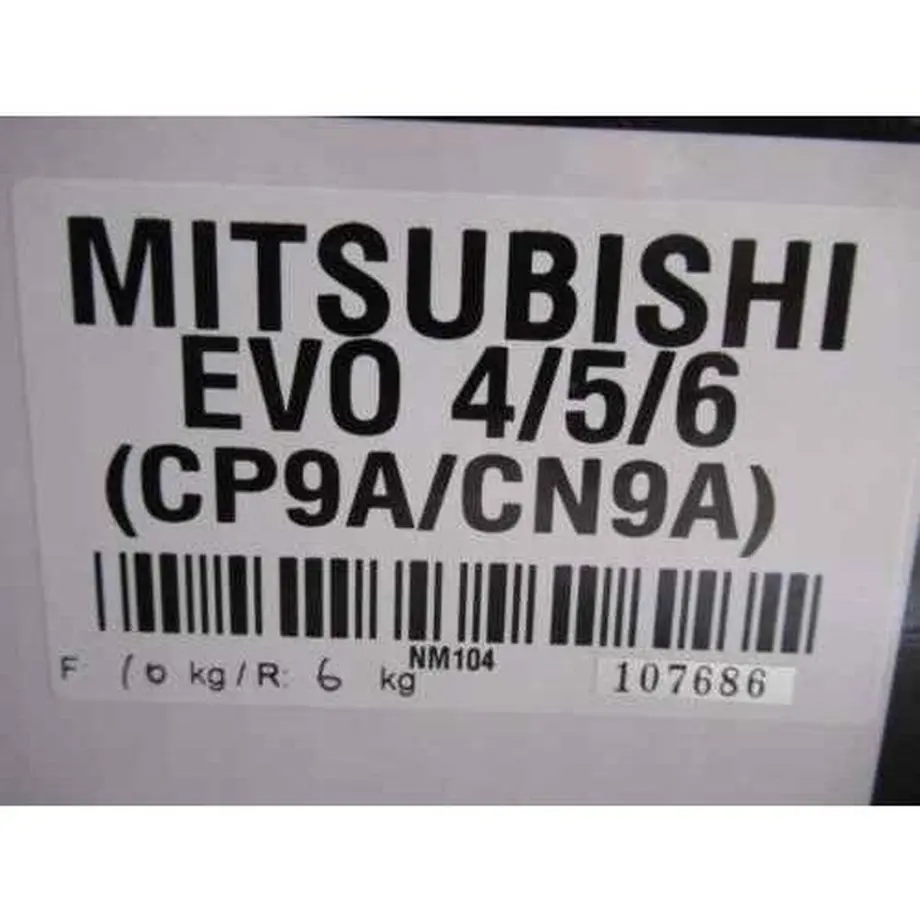 MITSUBISHI
EVO 4/5/6
(CP9A/CN9A)
NM104
F 10 kg / R: 6 kg
107686